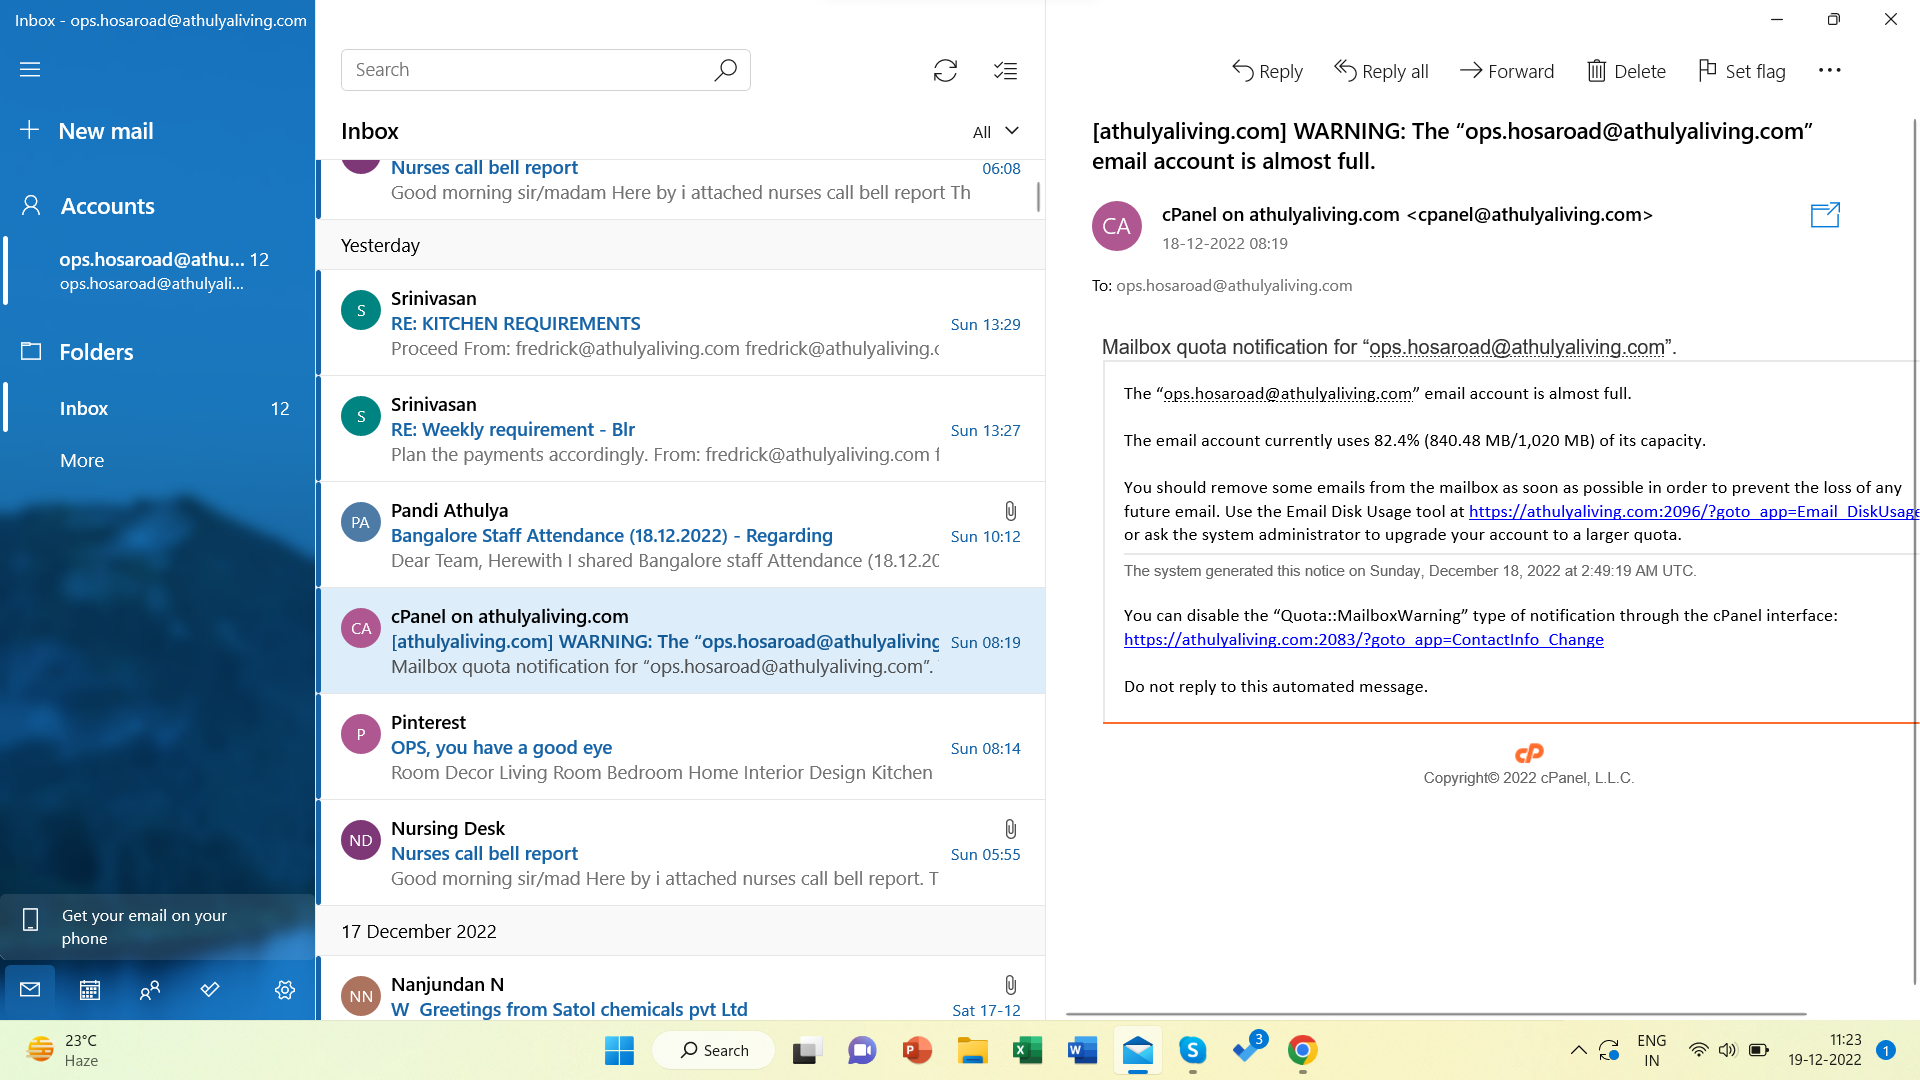 Inbox - ops.hosaroad@athulyaliving.com
New mail
Accounts
ops.hosaroad@athu... 12
ops.hosaroad@athulyali...
Folders
Inbox 12
More
Get your email on your
phone
Search
Inbox
All
Nurses call bell report 06:08
Good morning sir/madam Here by i attached nurses call bell report Th
Yesterday
S
Srinivasan
RE: KITCHEN REQUIREMENTS Sun 13:29
Proceed From: fredrick@athulyaliving.com fredrick@athulyaliving.c
S
Srinivasan
RE: Weekly requirement - Blr Sun 13:27
Plan the payments accordingly. From: fredrick@athulyaliving.com f
PA
Pandi Athulya
Bangalore Staff Attendance (18.12.2022) - Regarding Sun 10:12
Dear Team, Herewith I shared Bangalore staff Attendance (18.12.20
CA
cPanel on athulyaliving.com
[athulyaliving.com] WARNING: The “ops.hosaroad@athulyaliving Sun 08:19
Mailbox quota notification for “ops.hosaroad@athulyaliving.com”.
P
Pinterest
OPS, you have a good eye Sun 08:14
Room Decor Living Room Bedroom Home Interior Design Kitchen
ND
Nursing Desk
Nurses call bell report Sun 05:55
Good morning sir/mad Here by i attached nurses call bell report. T
17 December 2022
NN
Nanjundan N
W Greetings from Satol chemicals pvt Ltd Sat 17-12
Reply Reply all Forward Delete Set flag
[athulyaliving.com] WARNING: The “ops.hosaroad@athulyaliving.com”
email account is almost full.
CA
cPanel on athulyaliving.com <cpanel@athulyaliving.com>
18-12-2022 08:19
To: ops.hosaroad@athulyaliving.com
Mailbox quota notification for “ops.hosaroad@athulyaliving.com”.
The “ops.hosaroad@athulyaliving.com” email account is almost full.
The email account currently uses 82.4% (840.48 MB/1,020 MB) of its capacity.
You should remove some emails from the mailbox as soon as possible in order to prevent the loss of any
future email. Use the Email Disk Usage tool at https://athulyaliving.com:2096/?goto_app=Email_DiskUsage
or ask the system administrator to upgrade your account to a larger quota.
The system generated this notice on Sunday, December 18, 2022 at 2:49:19 AM UTC.
You can disable the “Quota::MailboxWarning” type of notification through the cPanel interface:
https://athulyaliving.com:2083/?goto_app=ContactInfo_Change
Do not reply to this automated message.
cP
Copyright© 2022 cPanel, L.L.C.
23°C
Haze
Search
3
ENG
IN
11:23
19-12-2022
1